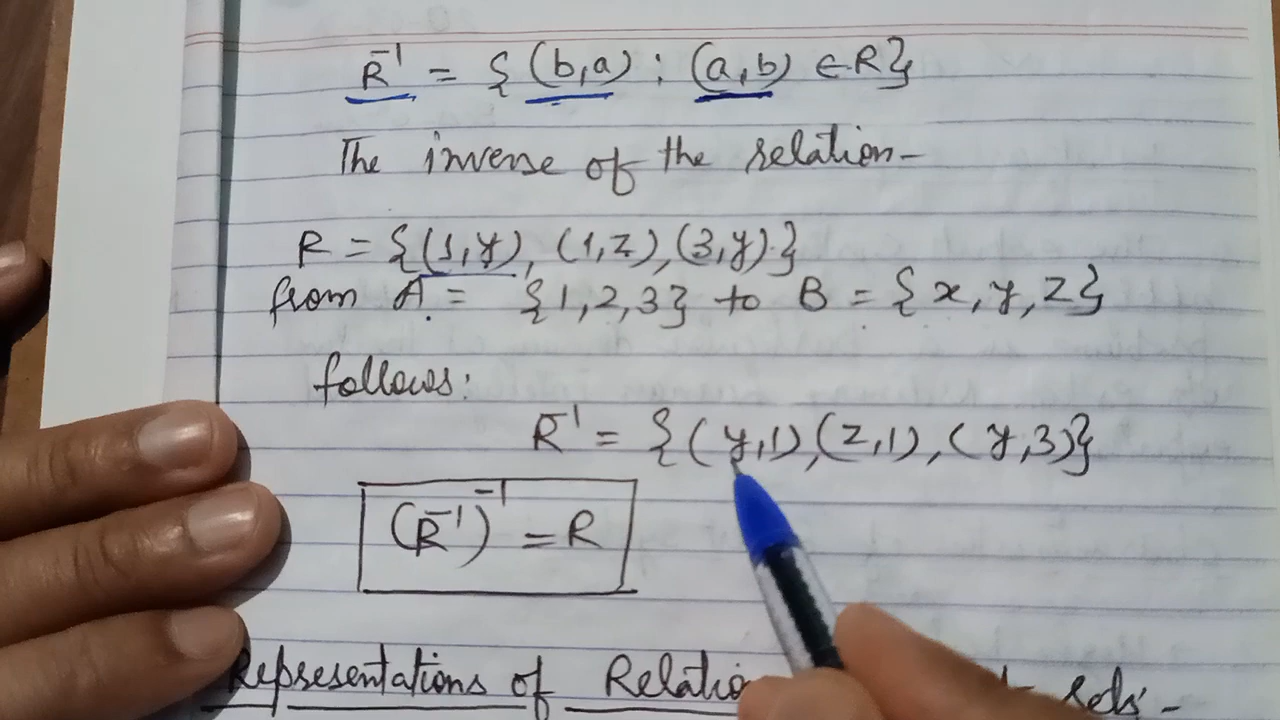 R⁻¹ = {(b,a) : (a,b) ∈ R}
The inverse of the relation-
R = {(1,y), (1,z), (3,y)}
from A = {1,2,3} to B = {x,y,z}
follows:
R⁻¹ = {(y,1),(z,1),(y,3)}
(R⁻¹)⁻¹ = R
Representations of Relatio sets-